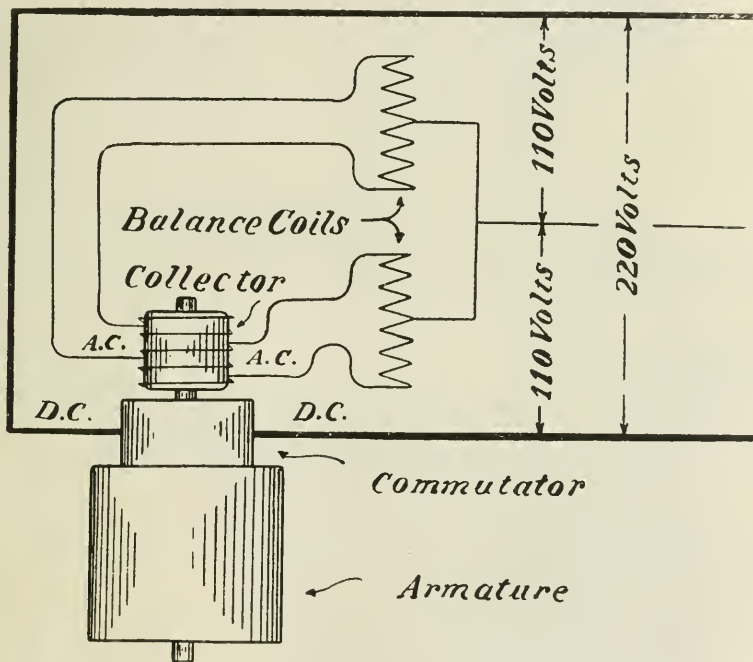 110 Volts
220 Volts
Balance Coils
Collector
A.C.
A.C.
110 Volts
D.C.
D.C.
Commutator
Armature